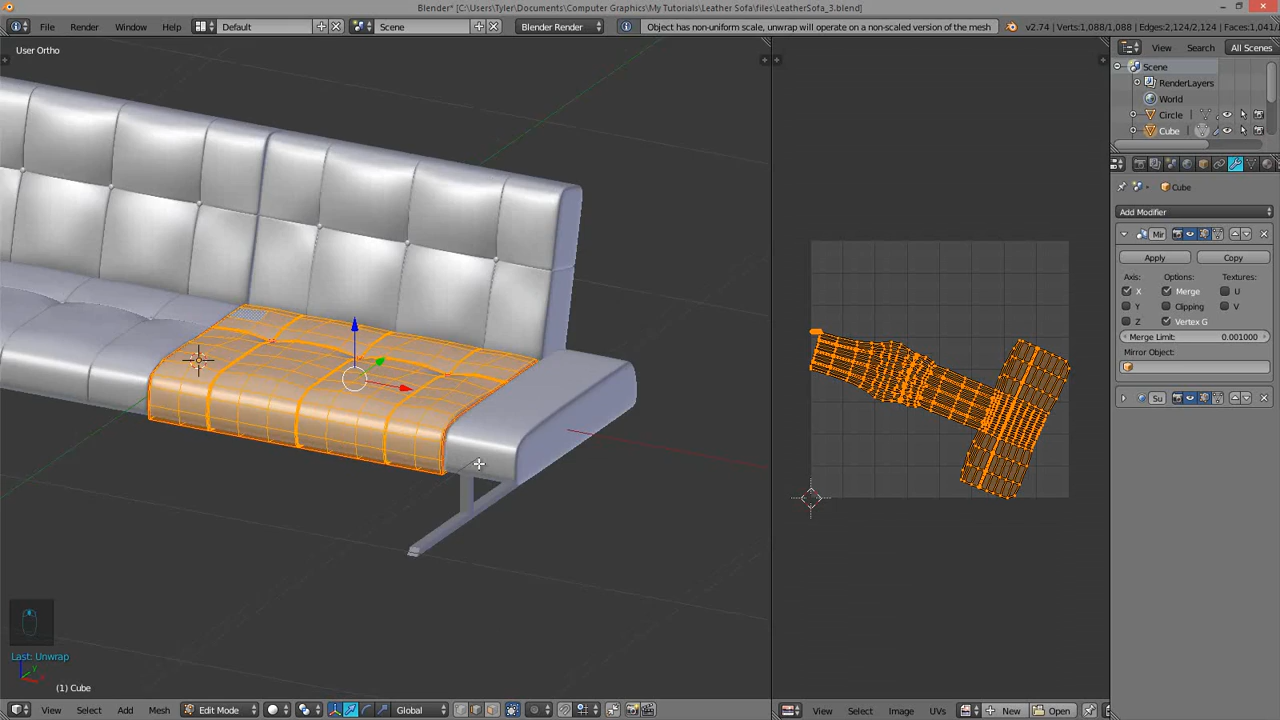 Blender* [C:\Users\Tyler\Documents\Computer Graphics\My Tutorials\Leather Sofa\files\LeatherSofa_3.blend]
File Render Window Help Default Scene Blender Render Object has non-uniform scale, unwrap will operate on a non-scaled version of the mesh v2.74 | Verts:1,088/1,088 | Edges:2,124/2,124 | Faces:1,041/1,
User Ortho
View Search All Scenes
Scene
RenderLayers
World
Circle
Cube
Cube
Add Modifier
Mir
Apply Copy
Axis: Options: Textures:
X Merge U
Y Clipping V
Z Vertex G
Merge Limit: 0.001000
Mirror Object:
Su
Last: Unwrap
(1) Cube
View Select Add Mesh Edit Mode Global View Select Image UVs New Open